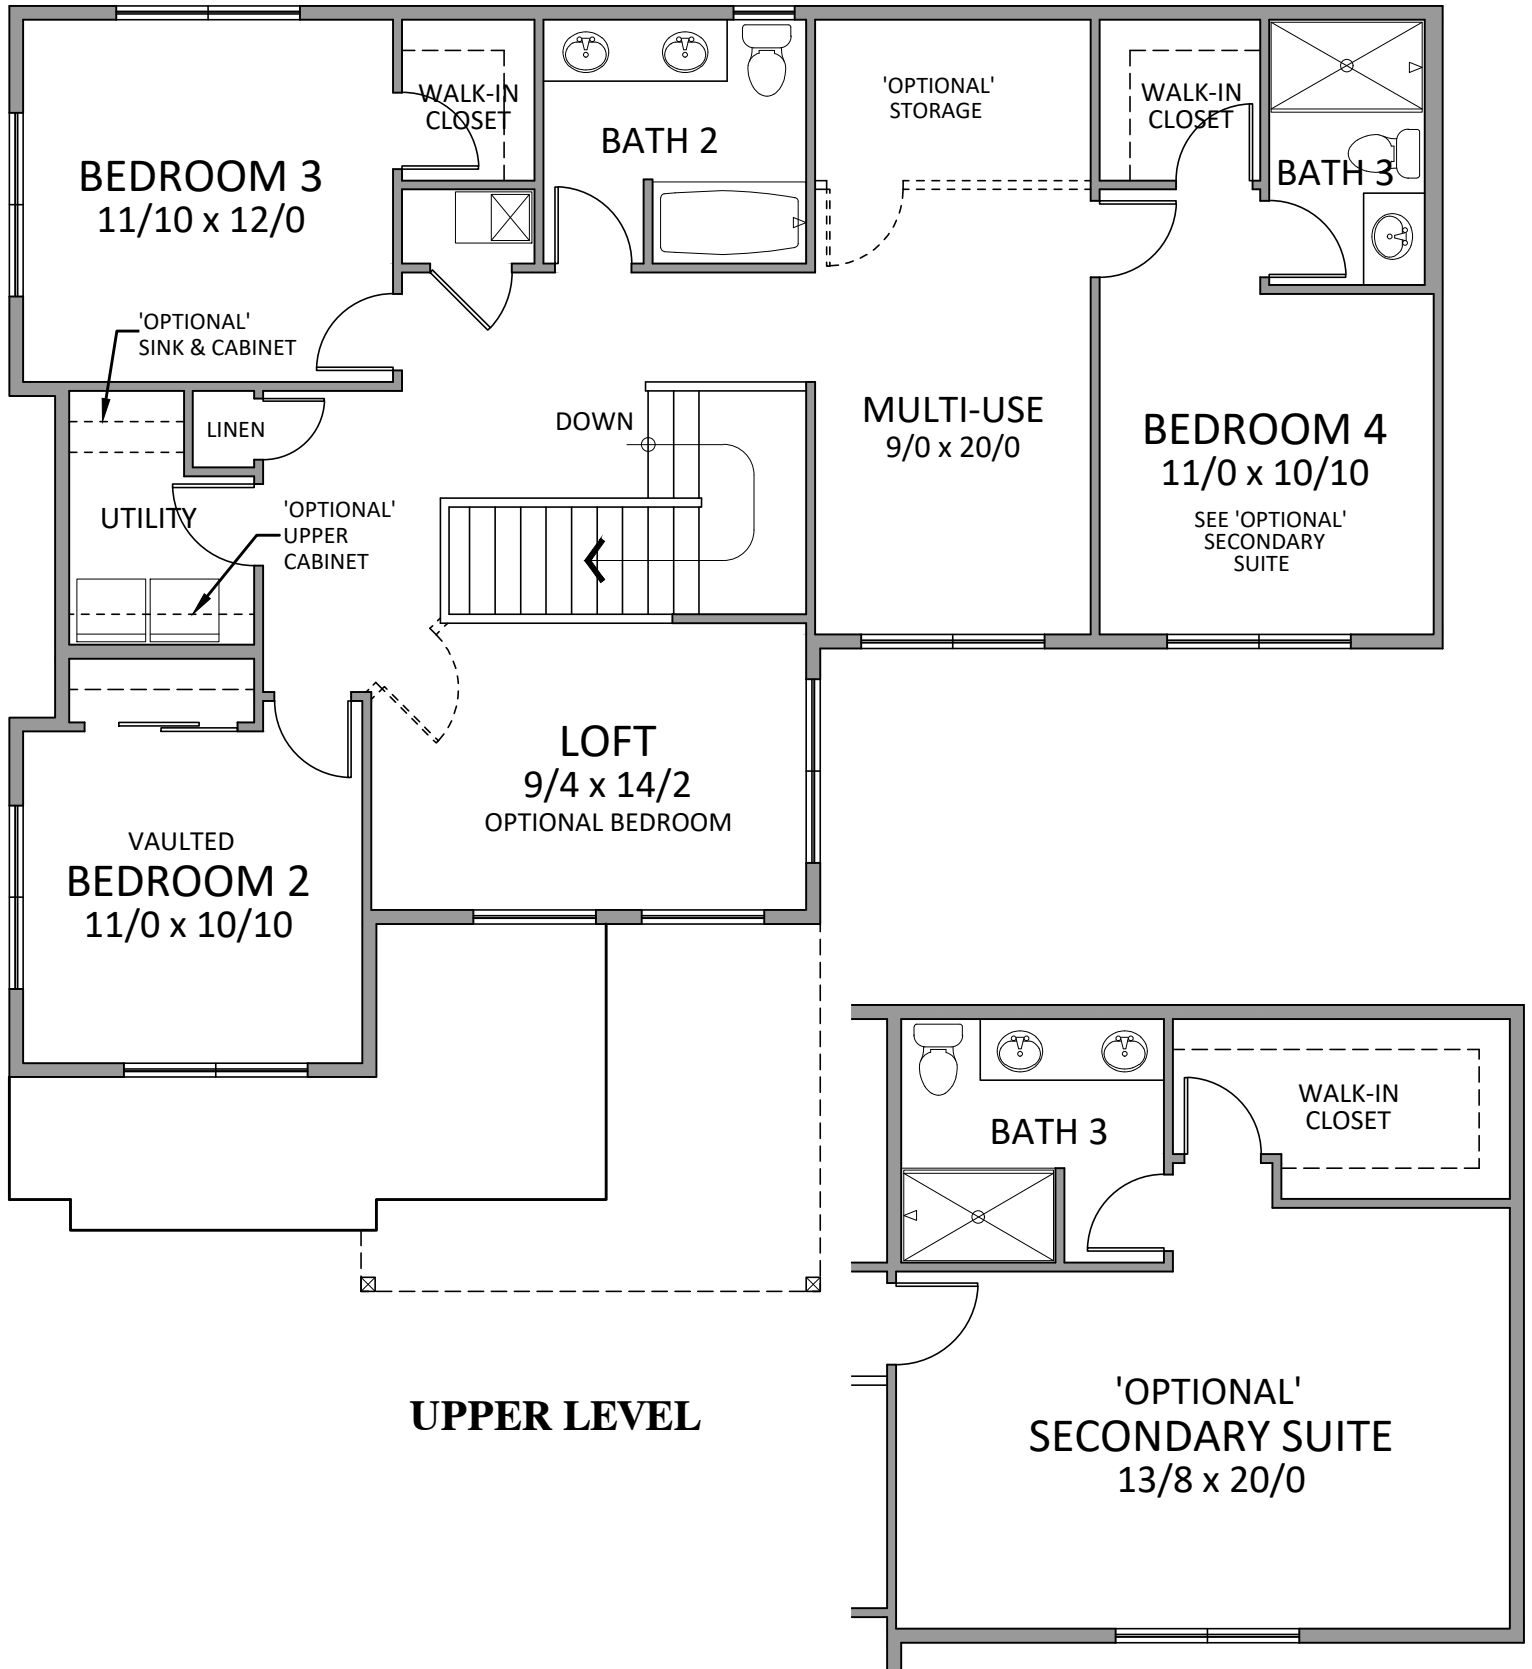 WALK-IN
CLOSET
BATH 2
'OPTIONAL'
STORAGE
WALK-IN
CLOSET
BATH 3
BEDROOM 3
11/10 x 12/0
'OPTIONAL'
SINK & CABINET
LINEN
DOWN
MULTI-USE
9/0 x 20/0
BEDROOM 4
11/0 x 10/10
SEE 'OPTIONAL'
SECONDARY
SUITE
UTILITY
'OPTIONAL'
UPPER
CABINET
LOFT
9/4 x 14/2
OPTIONAL BEDROOM
VAULTED
BEDROOM 2
11/0 x 10/10
BATH 3
WALK-IN
CLOSET
'OPTIONAL'
SECONDARY SUITE
13/8 x 20/0
UPPER LEVEL